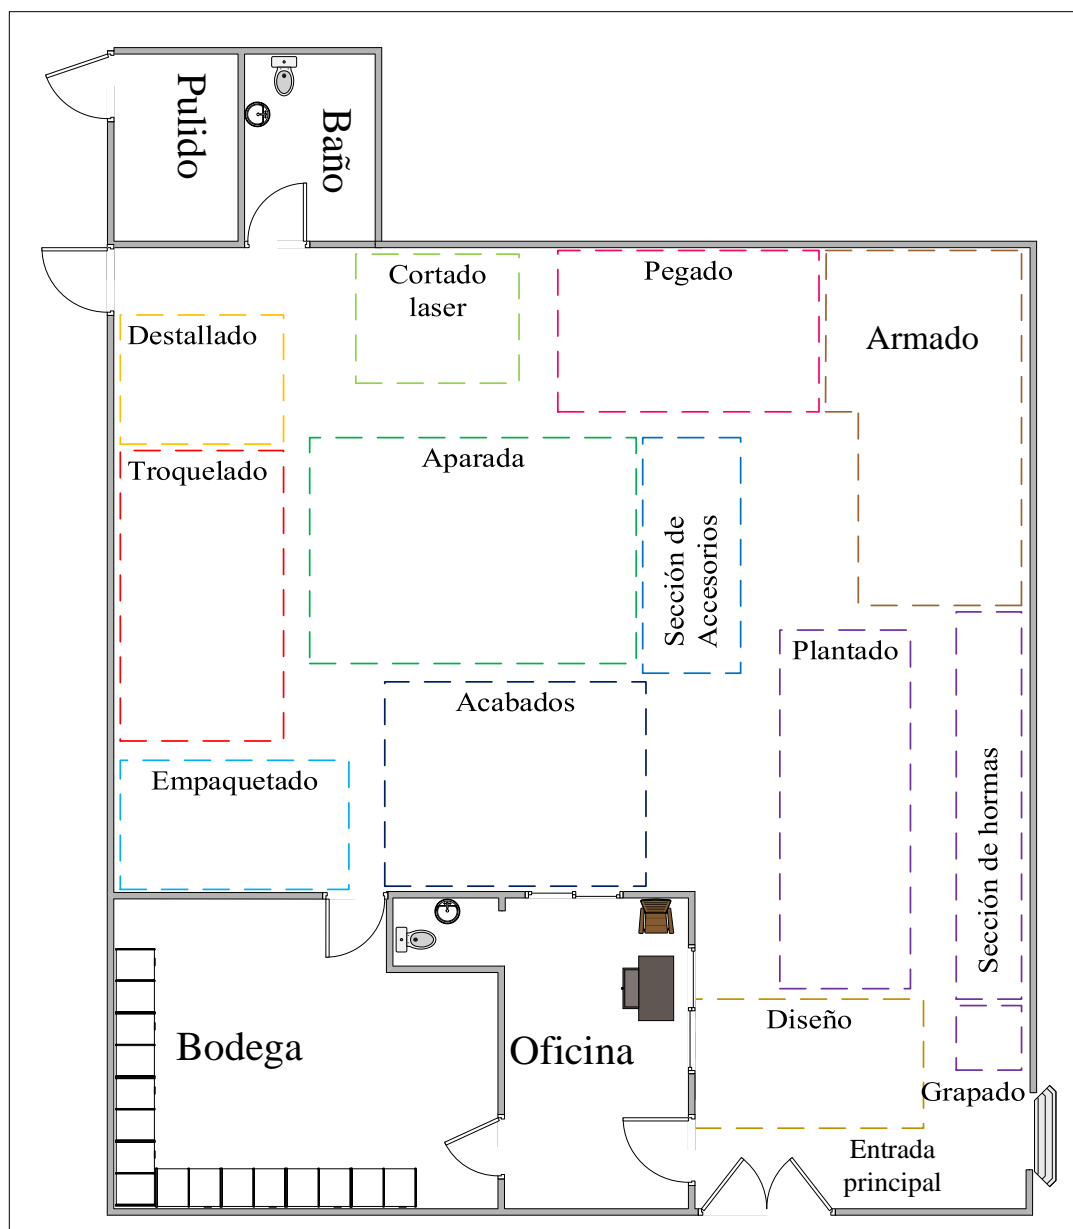 Pulido
Baño
Cortado
laser
Pegado
Armado
Destallado
Troquelado
Aparada
Sección de
Accesorios
Plantado
Acabados
Empaquetado
Sección de hormas
Diseño
Bodega
Oficina
Grapado
Entrada
principal